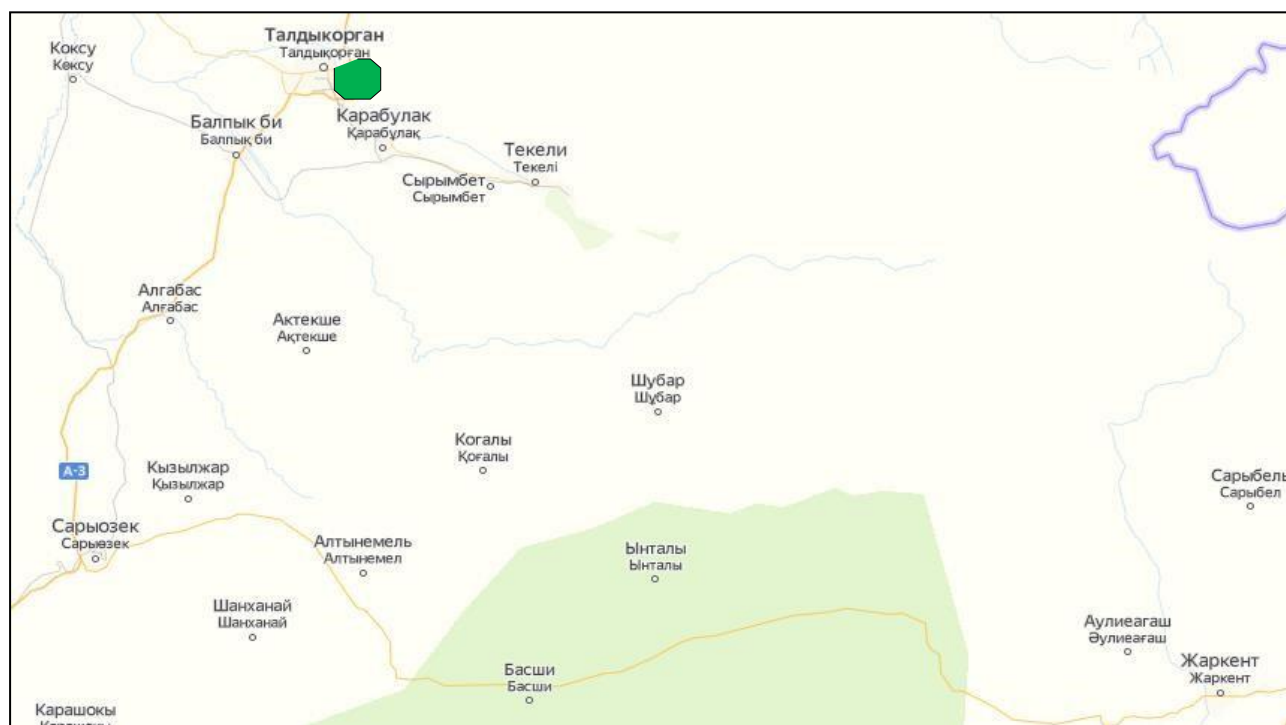 Талдыкорган
Талдықорған
Коксу
Көксу
Карабулак
Қарабұлақ
Балпык би
Балпық би
Текели
Текелі
Сырымбет
Сырымбет
Алгабас
Алғабас
Актекше
Ақтекше
Шубар
Шұбар
Когалы
Қоғалы
А-3
Кызылжар
Қызылжар
Сарыбель
Сарыбел
Сарыозек
Сарыөзек
Алтынемель
Алтынемел
Ынталы
Ынталы
Шанханай
Шанханай
Аулиеагаш
Әулиеағаш
Басши
Басши
Жаркент
Жаркент
Карашокы